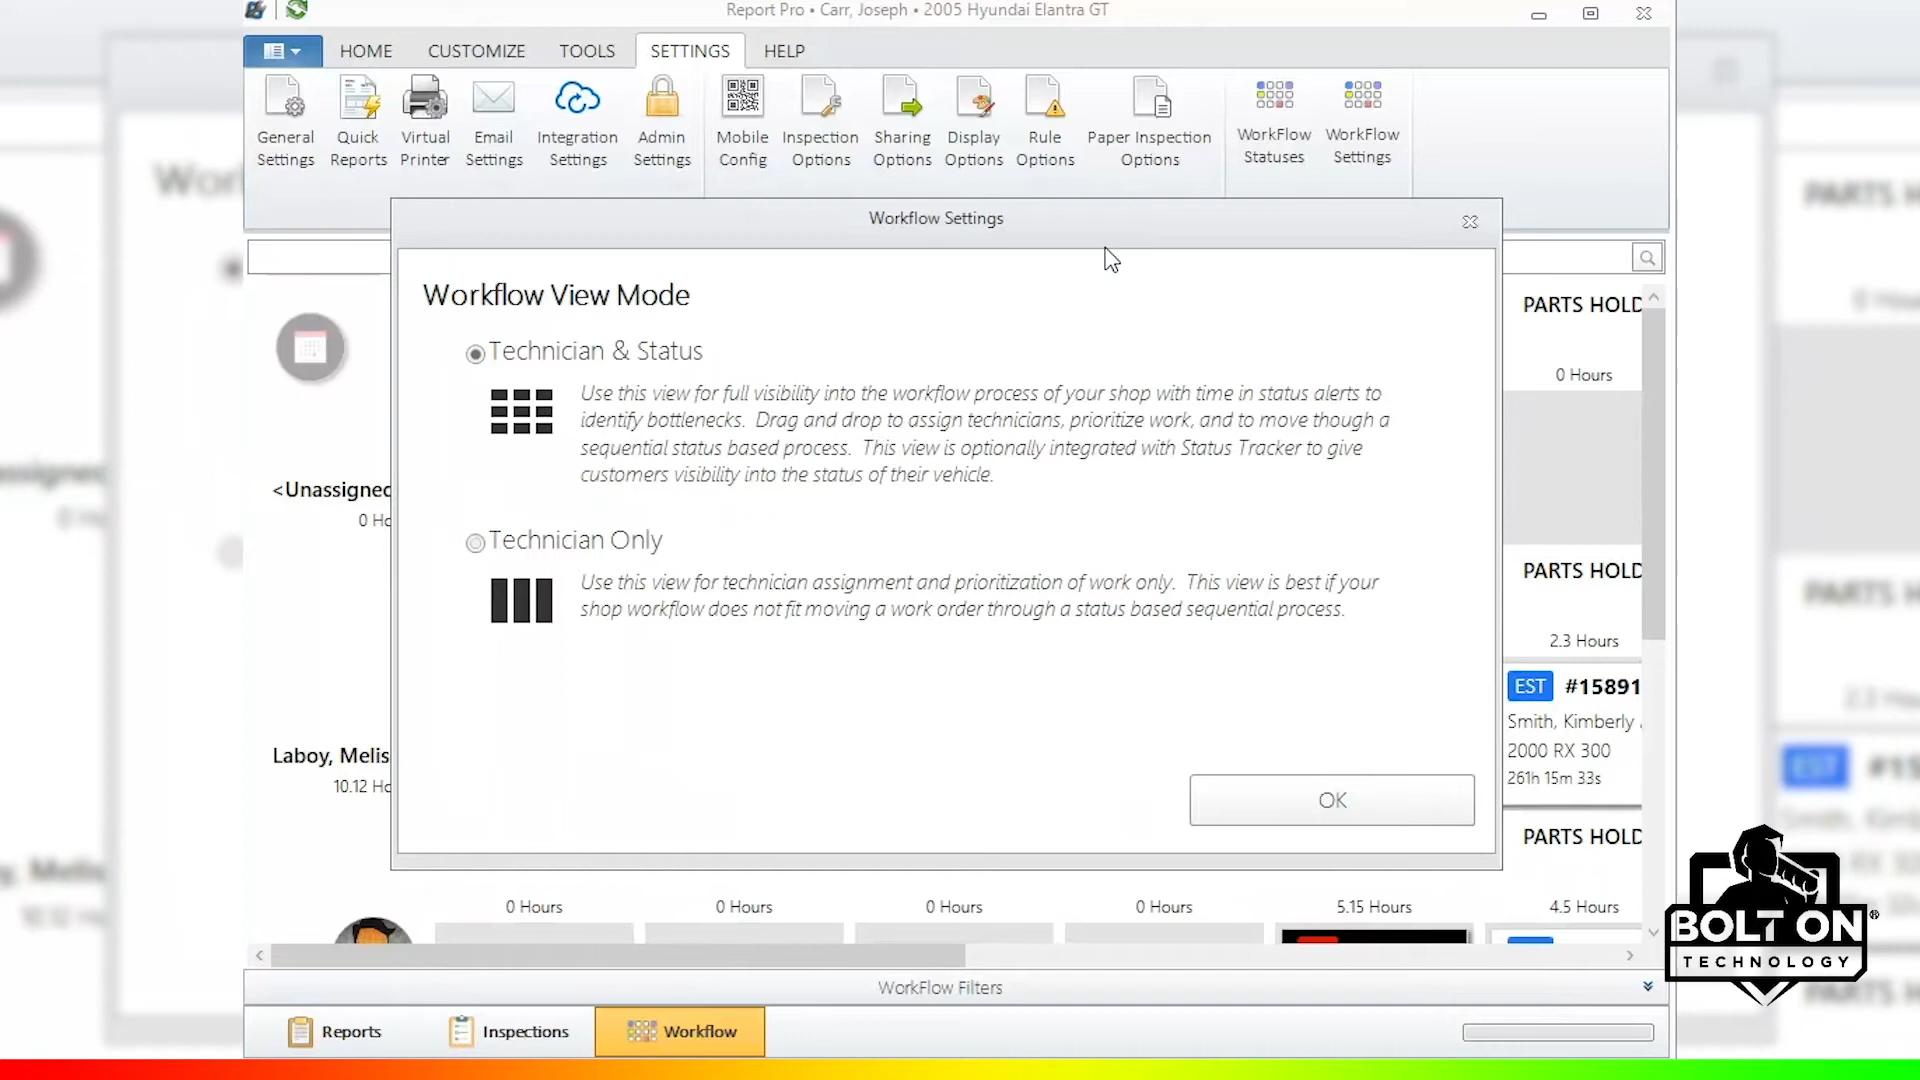 Report Pro • Carr, Joseph • 2005 Hyundai Elantra GT
HOME CUSTOMIZE TOOLS SETTINGS HELP
General Settings
Quick Reports
Virtual Printer
Email Settings
Integration Settings
Admin Settings
Mobile Config
Inspection Options
Sharing Options
Display Options
Rule Options
Paper Inspection Options
WorkFlow Statuses
WorkFlow Settings
Workflow Settings
Workflow View Mode
Technician & Status
Use this view for full visibility into the workflow process of your shop with time in status alerts to
identify bottlenecks. Drag and drop to assign technicians, prioritize work, and to move though a
sequential status based process. This view is optionally integrated with Status Tracker to give
customers visibility into the status of their vehicle.
Technician Only
Use this view for technician assignment and prioritization of work only. This view is best if your
shop workflow does not fit moving a work order through a status based sequential process.
OK
<Unassigned
0 Ho
Laboy, Melis
10.12 Ho
PARTS HOLD
0 Hours
PARTS HOLD
2.3 Hours
EST #15891
Smith, Kimberly
2000 RX 300
261h 15m 33s
PARTS HOLD
0 Hours 0 Hours 0 Hours 0 Hours 5.15 Hours 4.5 Hours
WorkFlow Filters
Reports Inspections Workflow
BOLT ON®
TECHNOLOGY